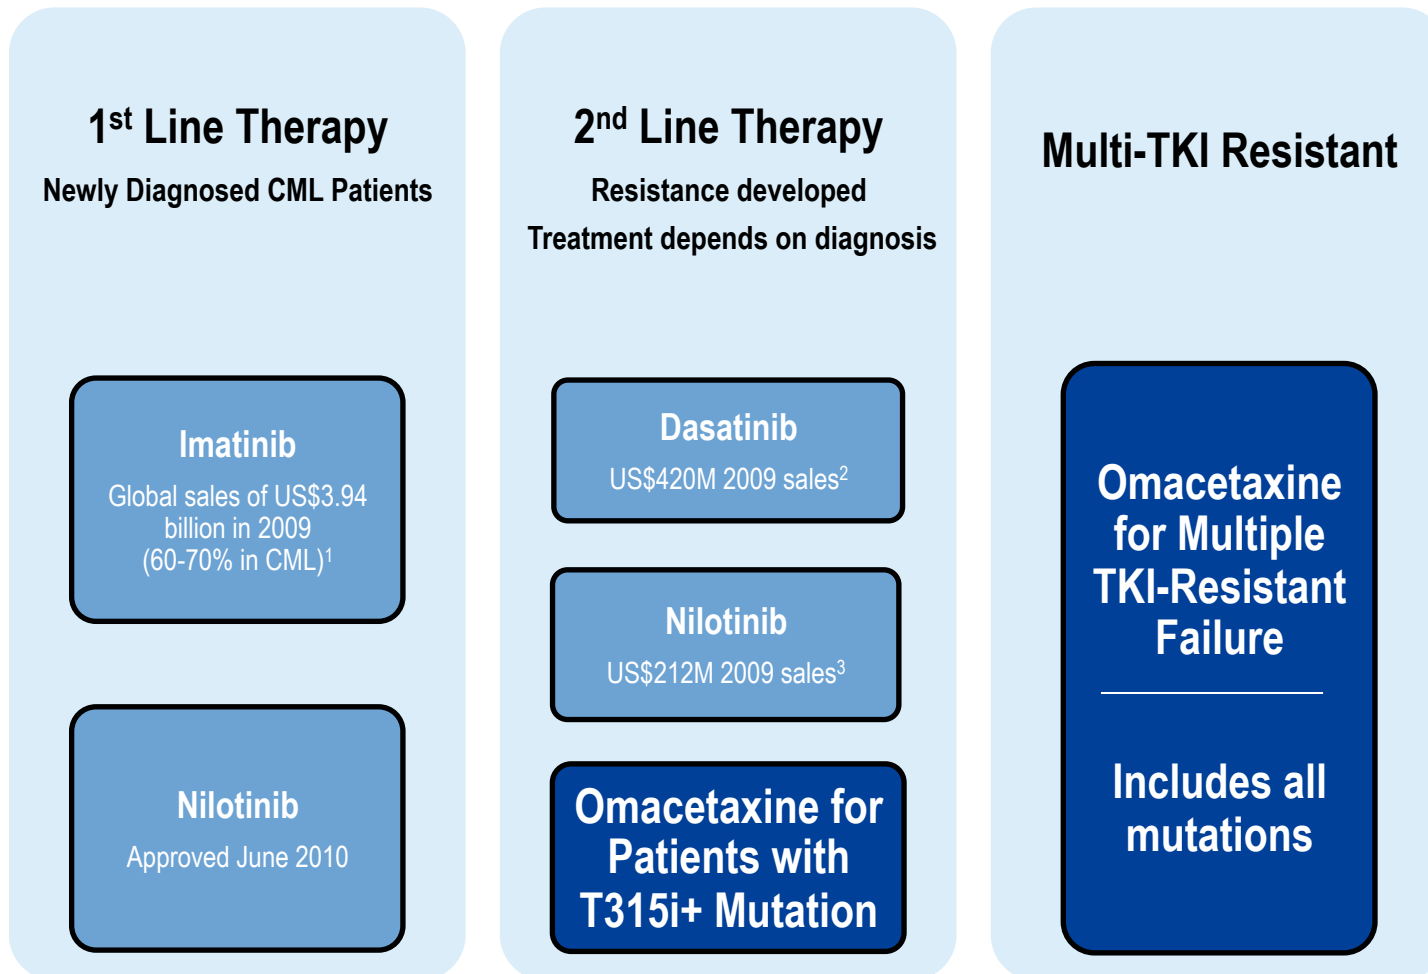 1st Line Therapy
Newly Diagnosed CML Patients
Imatinib
Global sales of US$3.94
billion in 2009
(60-70% in CML)1
Nilotinib
Approved June 2010
2nd Line Therapy
Resistance developed
Treatment depends on diagnosis
Dasatinib
US$420M 2009 sales2
Nilotinib
US$212M 2009 sales3
Omacetaxine for
Patients with
T315i+ Mutation
Multi-TKI Resistant
Omacetaxine
for Multiple
TKI-Resistant
Failure
Includes all
mutations